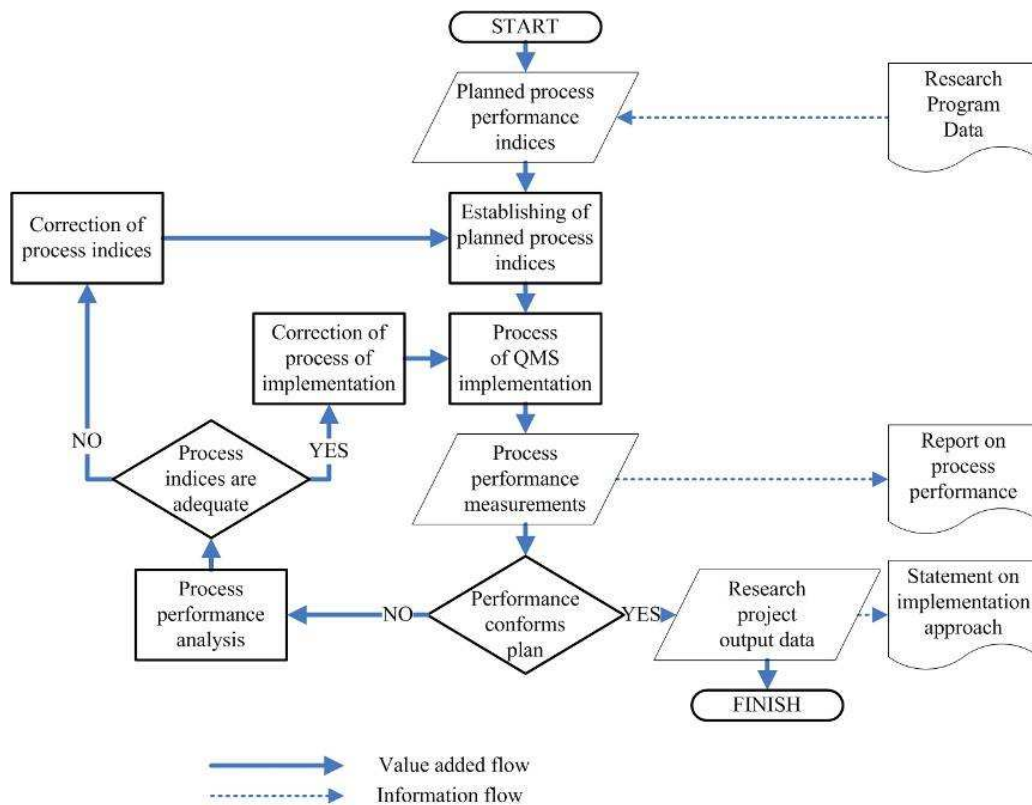 START
Planned process
performance
indices
Research
Program
Data
Correction of
process indices
Establishing of
planned process
indices
Correction of
process of
implementation
Process
of QMS
implementation
NO
Process
indices are
adequate
YES
Process
performance
measurements
Report on
process
performance
Process
performance
analysis
NO
Performance
conforms
plan
YES
Research
project
output data
Statement on
implementation
approach
FINISH
Value added flow
Information flow